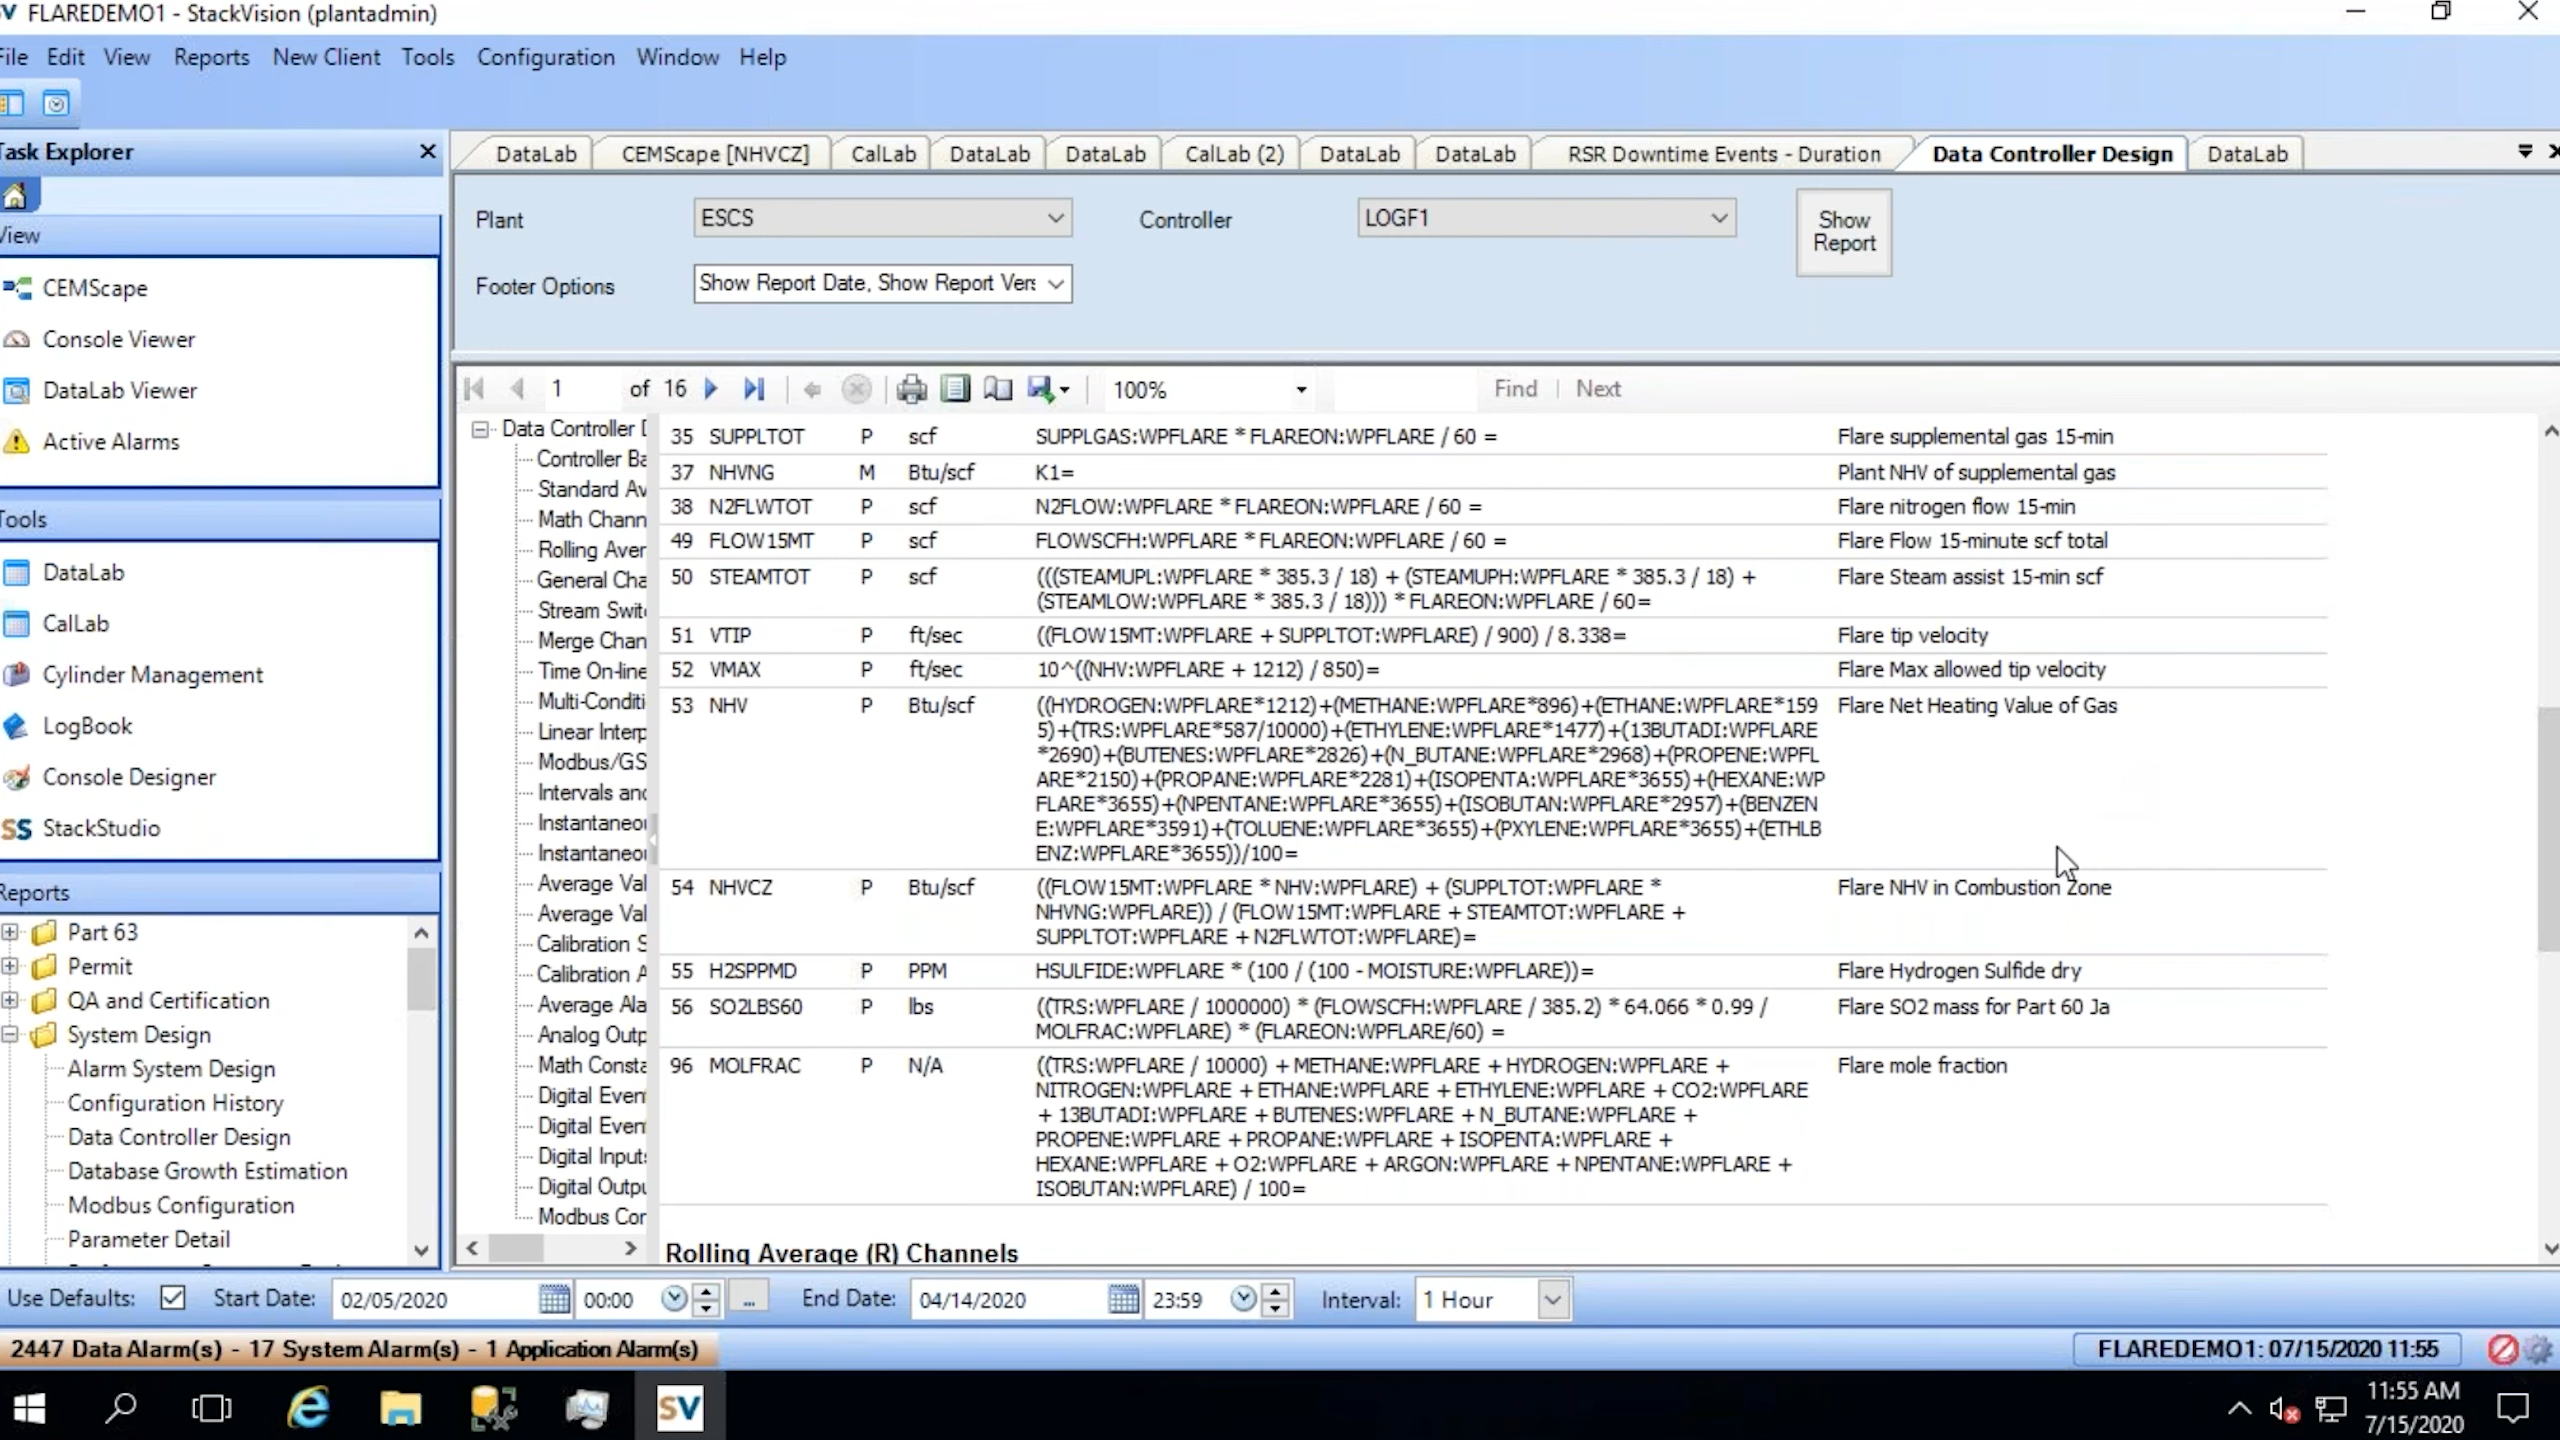 FLAREDEMO1 - StackVision (plantadmin)
File Edit View Reports New Client Tools Configuration Window Help
Task Explorer
View
CEMScape
Console Viewer
DataLab Viewer
Active Alarms
Tools
DataLab
CalLab
Cylinder Management
LogBook
Console Designer
SS StackStudio
Reports
Part 63
Permit
QA and Certification
System Design
Alarm System Design
Configuration History
Data Controller Design
Database Growth Estimation
Modbus Configuration
Parameter Detail
DataLab CEMScape [NHVCZ] CalLab DataLab DataLab CalLab (2) DataLab DataLab RSR Downtime Events - Duration Data Controller Design DataLab
Plant ESCS Controller LOGF1 Show
Report
Footer Options Show Report Date, Show Report Vers
1 of 16 100% Find | Next
Data Controller D
Controller Ba
Standard Av
Math Chann
Rolling Aver
General Cha
Stream Swit
Merge Chan
Time On-line
Multi-Conditi
Linear Interp
Modbus/GS
Intervals and
Instantaneou
Instantaneou
Average Val
Average Val
Calibration S
Calibration A
Average Ala
Analog Outp
Math Consta
Digital Event
Digital Event
Digital Inputs
Digital Outpu
Modbus Cor
35 SUPPLTOT P scf SUPPLGAS:WPFLARE * FLAREON:WPFLARE / 60 = Flare supplemental gas 15-min
37 NHVNG M Btu/scf K1= Plant NHV of supplemental gas
38 N2FLWTOT P scf N2FLOW:WPFLARE * FLAREON:WPFLARE / 60 = Flare nitrogen flow 15-min
49 FLOW15MT P scf FLOWSCFH:WPFLARE * FLAREON:WPFLARE / 60 = Flare Flow 15-minute scf total
50 STEAMTOT P scf (((STEAMUPL:WPFLARE * 385.3 / 18) + (STEAMUPH:WPFLARE * 385.3 / 18) + Flare Steam assist 15-min scf
(STEAMLOW:WPFLARE * 385.3 / 18))) * FLAREON:WPFLARE / 60=
51 VTIP P ft/sec ((FLOW15MT:WPFLARE + SUPPLTOT:WPFLARE) / 900) / 8.338= Flare tip velocity
52 VMAX P ft/sec 10^((NHV:WPFLARE + 1212) / 850)= Flare Max allowed tip velocity
53 NHV P Btu/scf ((HYDROGEN:WPFLARE*1212)+(METHANE:WPFLARE*896)+(ETHANE:WPFLARE*159 Flare Net Heating Value of Gas
5)+(TRS:WPFLARE*587/10000)+(ETHYLENE:WPFLARE*1477)+(13BUTADI:WPFLARE
*2690)+(BUTENES:WPFLARE*2826)+(N_BUTANE:WPFLARE*2968)+(PROPENE:WPFL
ARE*2150)+(PROPANE:WPFLARE*2281)+(ISOPENTA:WPFLARE*3655)+(HEXANE:WP
FLARE*3655)+(NPENTANE:WPFLARE*3655)+(ISOBUTAN:WPFLARE*2957)+(BENZEN
E:WPFLARE*3591)+(TOLUENE:WPFLARE*3655)+(PXYLENE:WPFLARE*3655)+(ETHLB
ENZ:WPFLARE*3655))/100=
54 NHVCZ P Btu/scf ((FLOW15MT:WPFLARE * NHV:WPFLARE) + (SUPPLTOT:WPFLARE * Flare NHV in Combustion Zone
NHVNG:WPFLARE)) / (FLOW15MT:WPFLARE + STEAMTOT:WPFLARE +
SUPPLTOT:WPFLARE + N2FLWTOT:WPFLARE)=
55 H2SPPMD P PPM HSULFIDE:WPFLARE * (100 / (100 - MOISTURE:WPFLARE))= Flare Hydrogen Sulfide dry
56 SO2LBS60 P lbs ((TRS:WPFLARE / 1000000) * (FLOWSCFH:WPFLARE / 385.2) * 64.066 * 0.99 / Flare SO2 mass for Part 60 Ja
MOLFRAC:WPFLARE) * (FLAREON:WPFLARE/60) =
96 MOLFRAC P N/A ((TRS:WPFLARE / 10000) + METHANE:WPFLARE + HYDROGEN:WPFLARE + Flare mole fraction
NITROGEN:WPFLARE + ETHANE:WPFLARE + ETHYLENE:WPFLARE + CO2:WPFLARE
+ 13BUTADI:WPFLARE + BUTENES:WPFLARE + N_BUTANE:WPFLARE +
PROPENE:WPFLARE + PROPANE:WPFLARE + ISOPENTA:WPFLARE +
HEXANE:WPFLARE + O2:WPFLARE + ARGON:WPFLARE + NPENTANE:WPFLARE +
ISOBUTAN:WPFLARE) / 100=
Rolling Average (R) Channels
Use Defaults: Start Date: 02/05/2020 00:00 ... End Date: 04/14/2020 23:59 Interval: 1 Hour
2447 Data Alarm(s) - 17 System Alarm(s) - 1 Application Alarm(s) FLAREDEMO1: 07/15/2020 11:55
SV
11:55 AM
7/15/2020